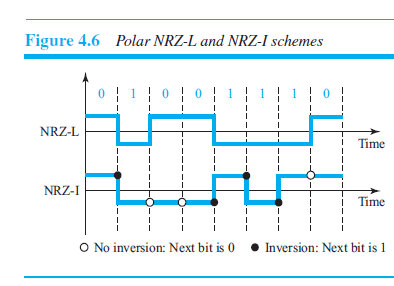 Figure 4.6 Polar NRZ-L and NRZ-I schemes
0 1 0 0 1 1 1 0
NRZ-L
Time
NRZ-I
Time
No inversion: Next bit is 0 Inversion: Next bit is 1